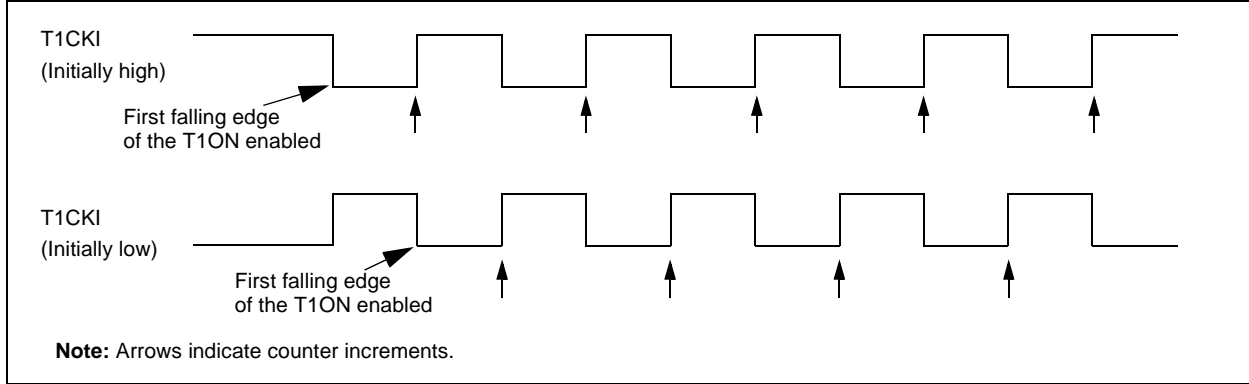 T1CKI
(Initially high)
First falling edge
of the T1ON enabled
T1CKI
(Initially low)
First falling edge
of the T1ON enabled
Note: Arrows indicate counter increments.